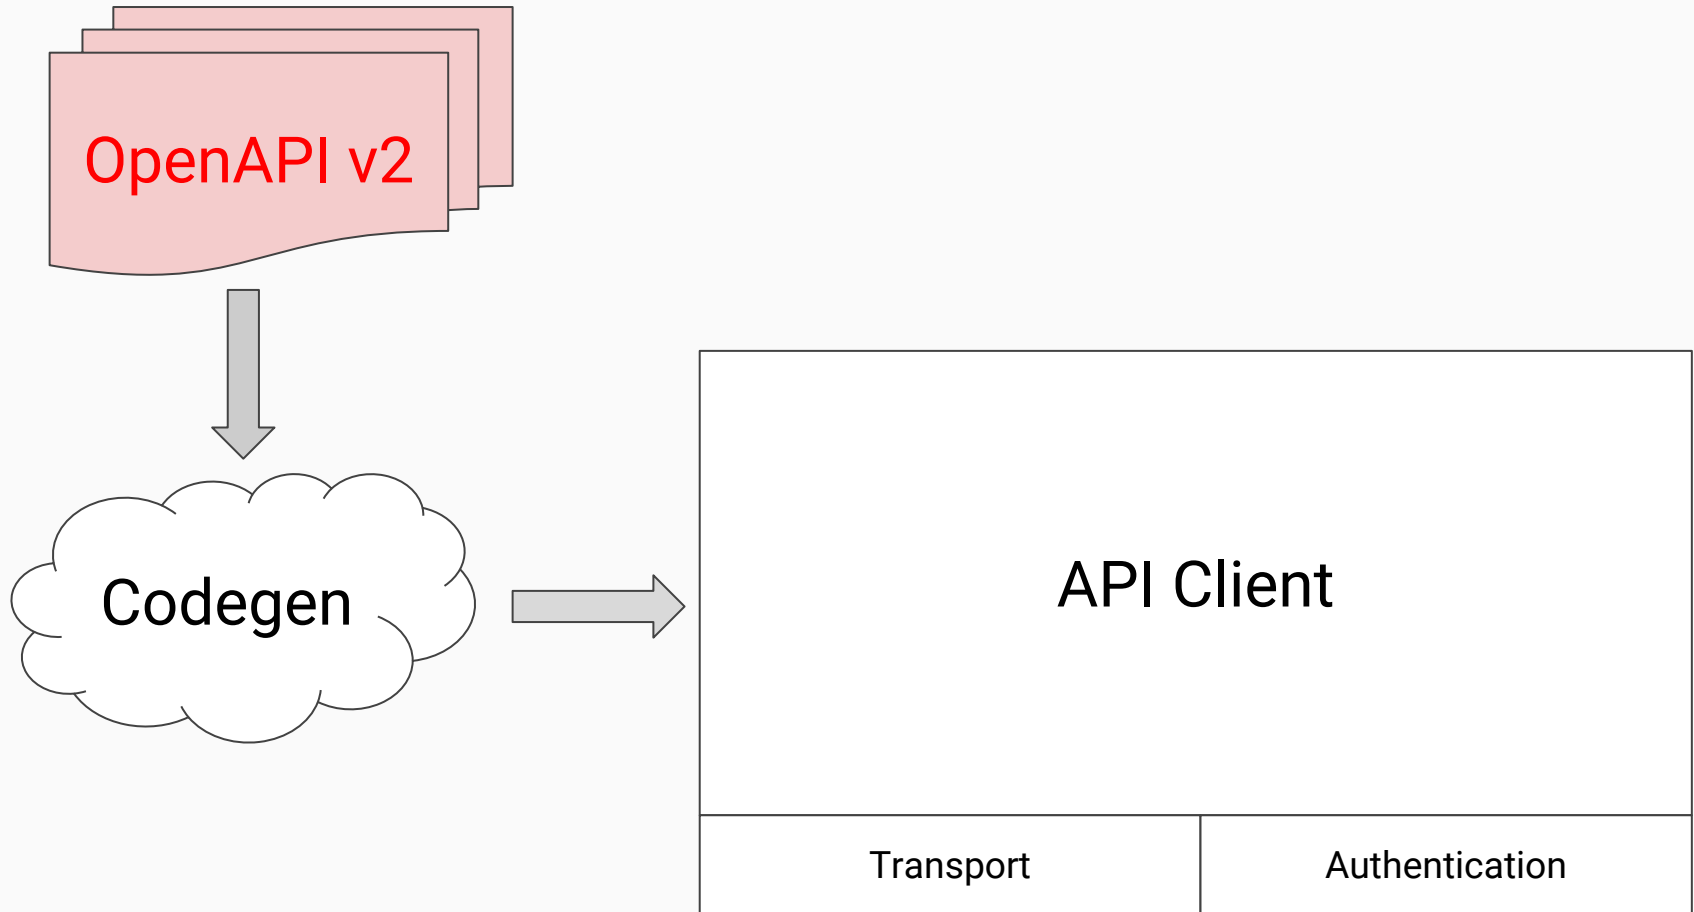 OpenAPI v2
Codegen
API Client
Transport
Authentication